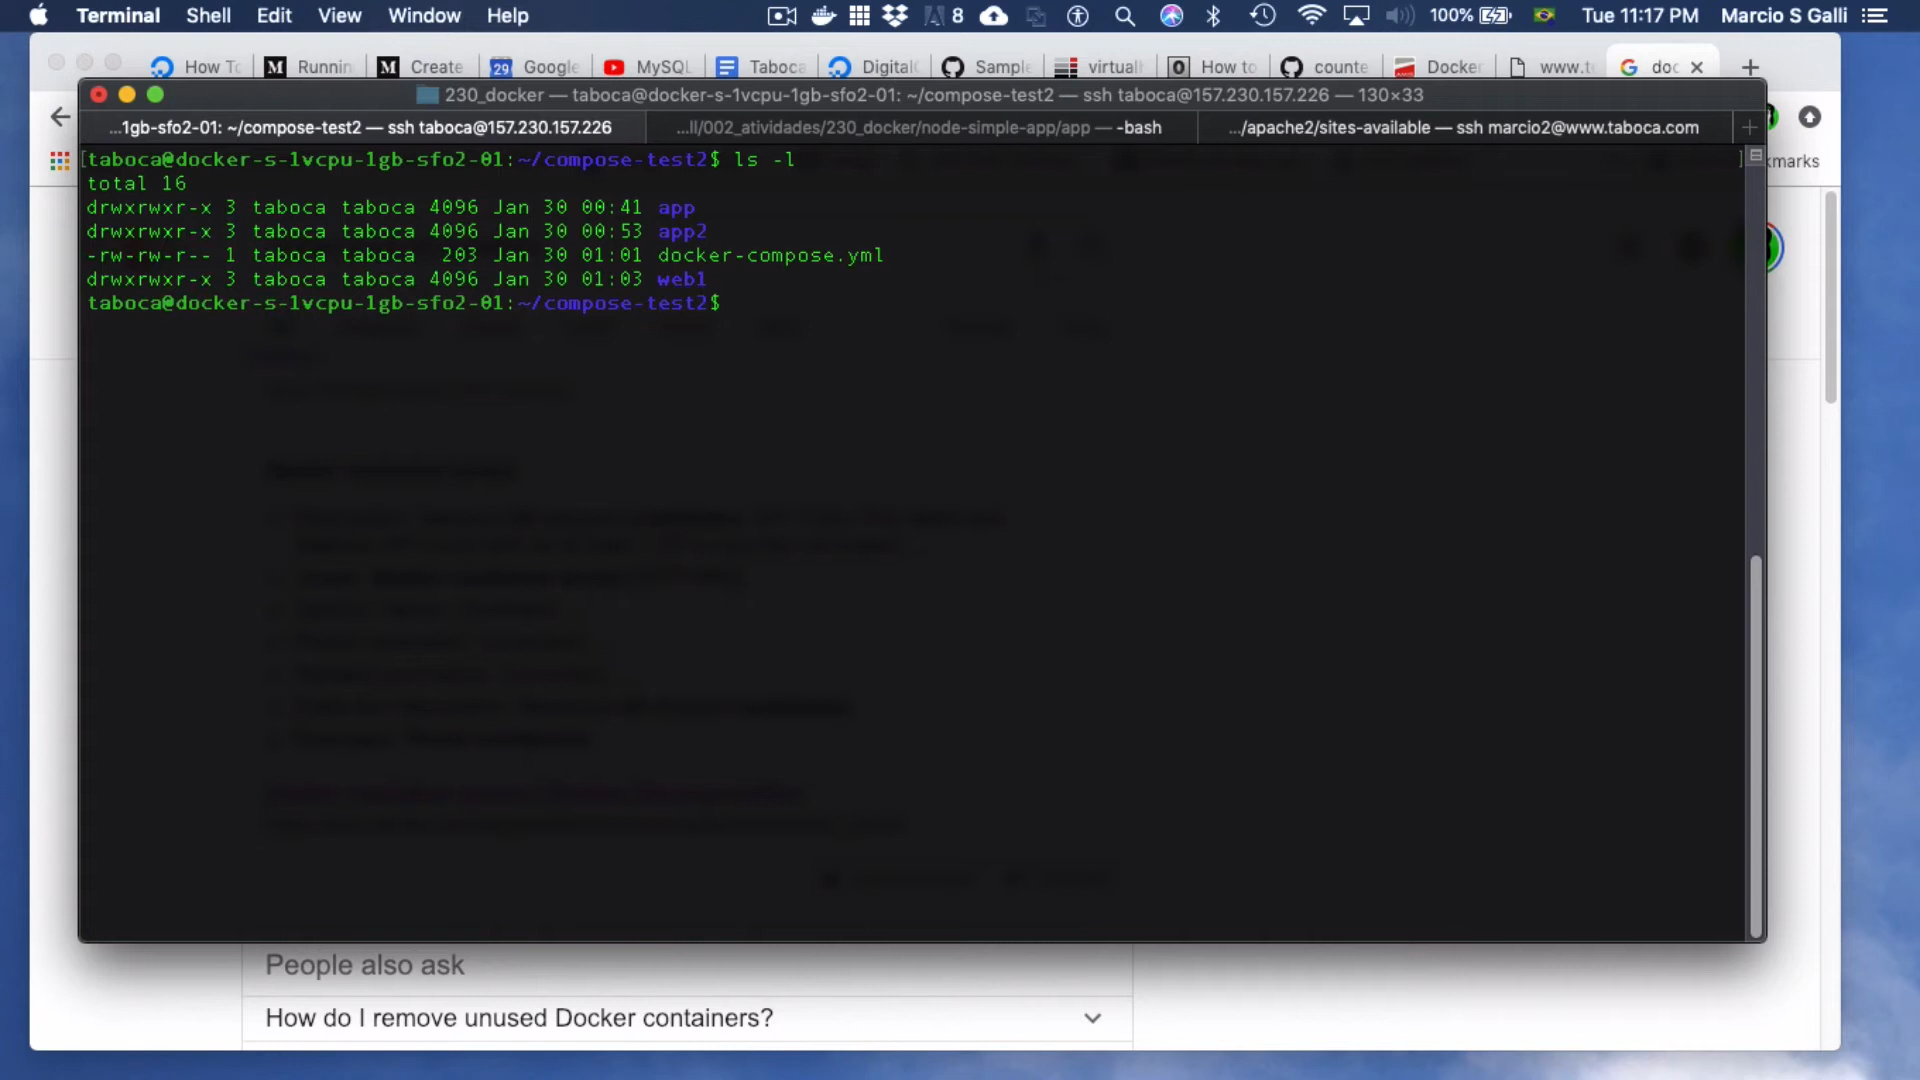 Terminal Shell Edit View Window Help 8 100% Tue 11:17 PM Marcio S Galli
How To Runnin Create Google MySQL Taboca Digital Sample virtuall How to counte Docker www.t doc
230_docker — taboca@docker-s-1vcpu-1gb-sfo2-01: ~/compose-test2 — ssh taboca@157.230.157.226 — 130×33
...1gb-sfo2-01: ~/compose-test2 — ssh taboca@157.230.157.226 ...ll/002_atividades/230_docker/node-simple-app/app — -bash .../apache2/sites-available — ssh marcio2@www.taboca.com
[taboca@docker-s-1vcpu-1gb-sfo2-01:~/compose-test2$ ls -l ]
kmarks
total 16
drwxrwxr-x 3 taboca taboca 4096 Jan 30 00:41 app
drwxrwxr-x 3 taboca taboca 4096 Jan 30 00:53 app2
-rw-rw-r-- 1 taboca taboca 203 Jan 30 01:01 docker-compose.yml
drwxrwxr-x 3 taboca taboca 4096 Jan 30 01:03 web1
taboca@docker-s-1vcpu-1gb-sfo2-01:~/compose-test2$
People also ask
How do I remove unused Docker containers?